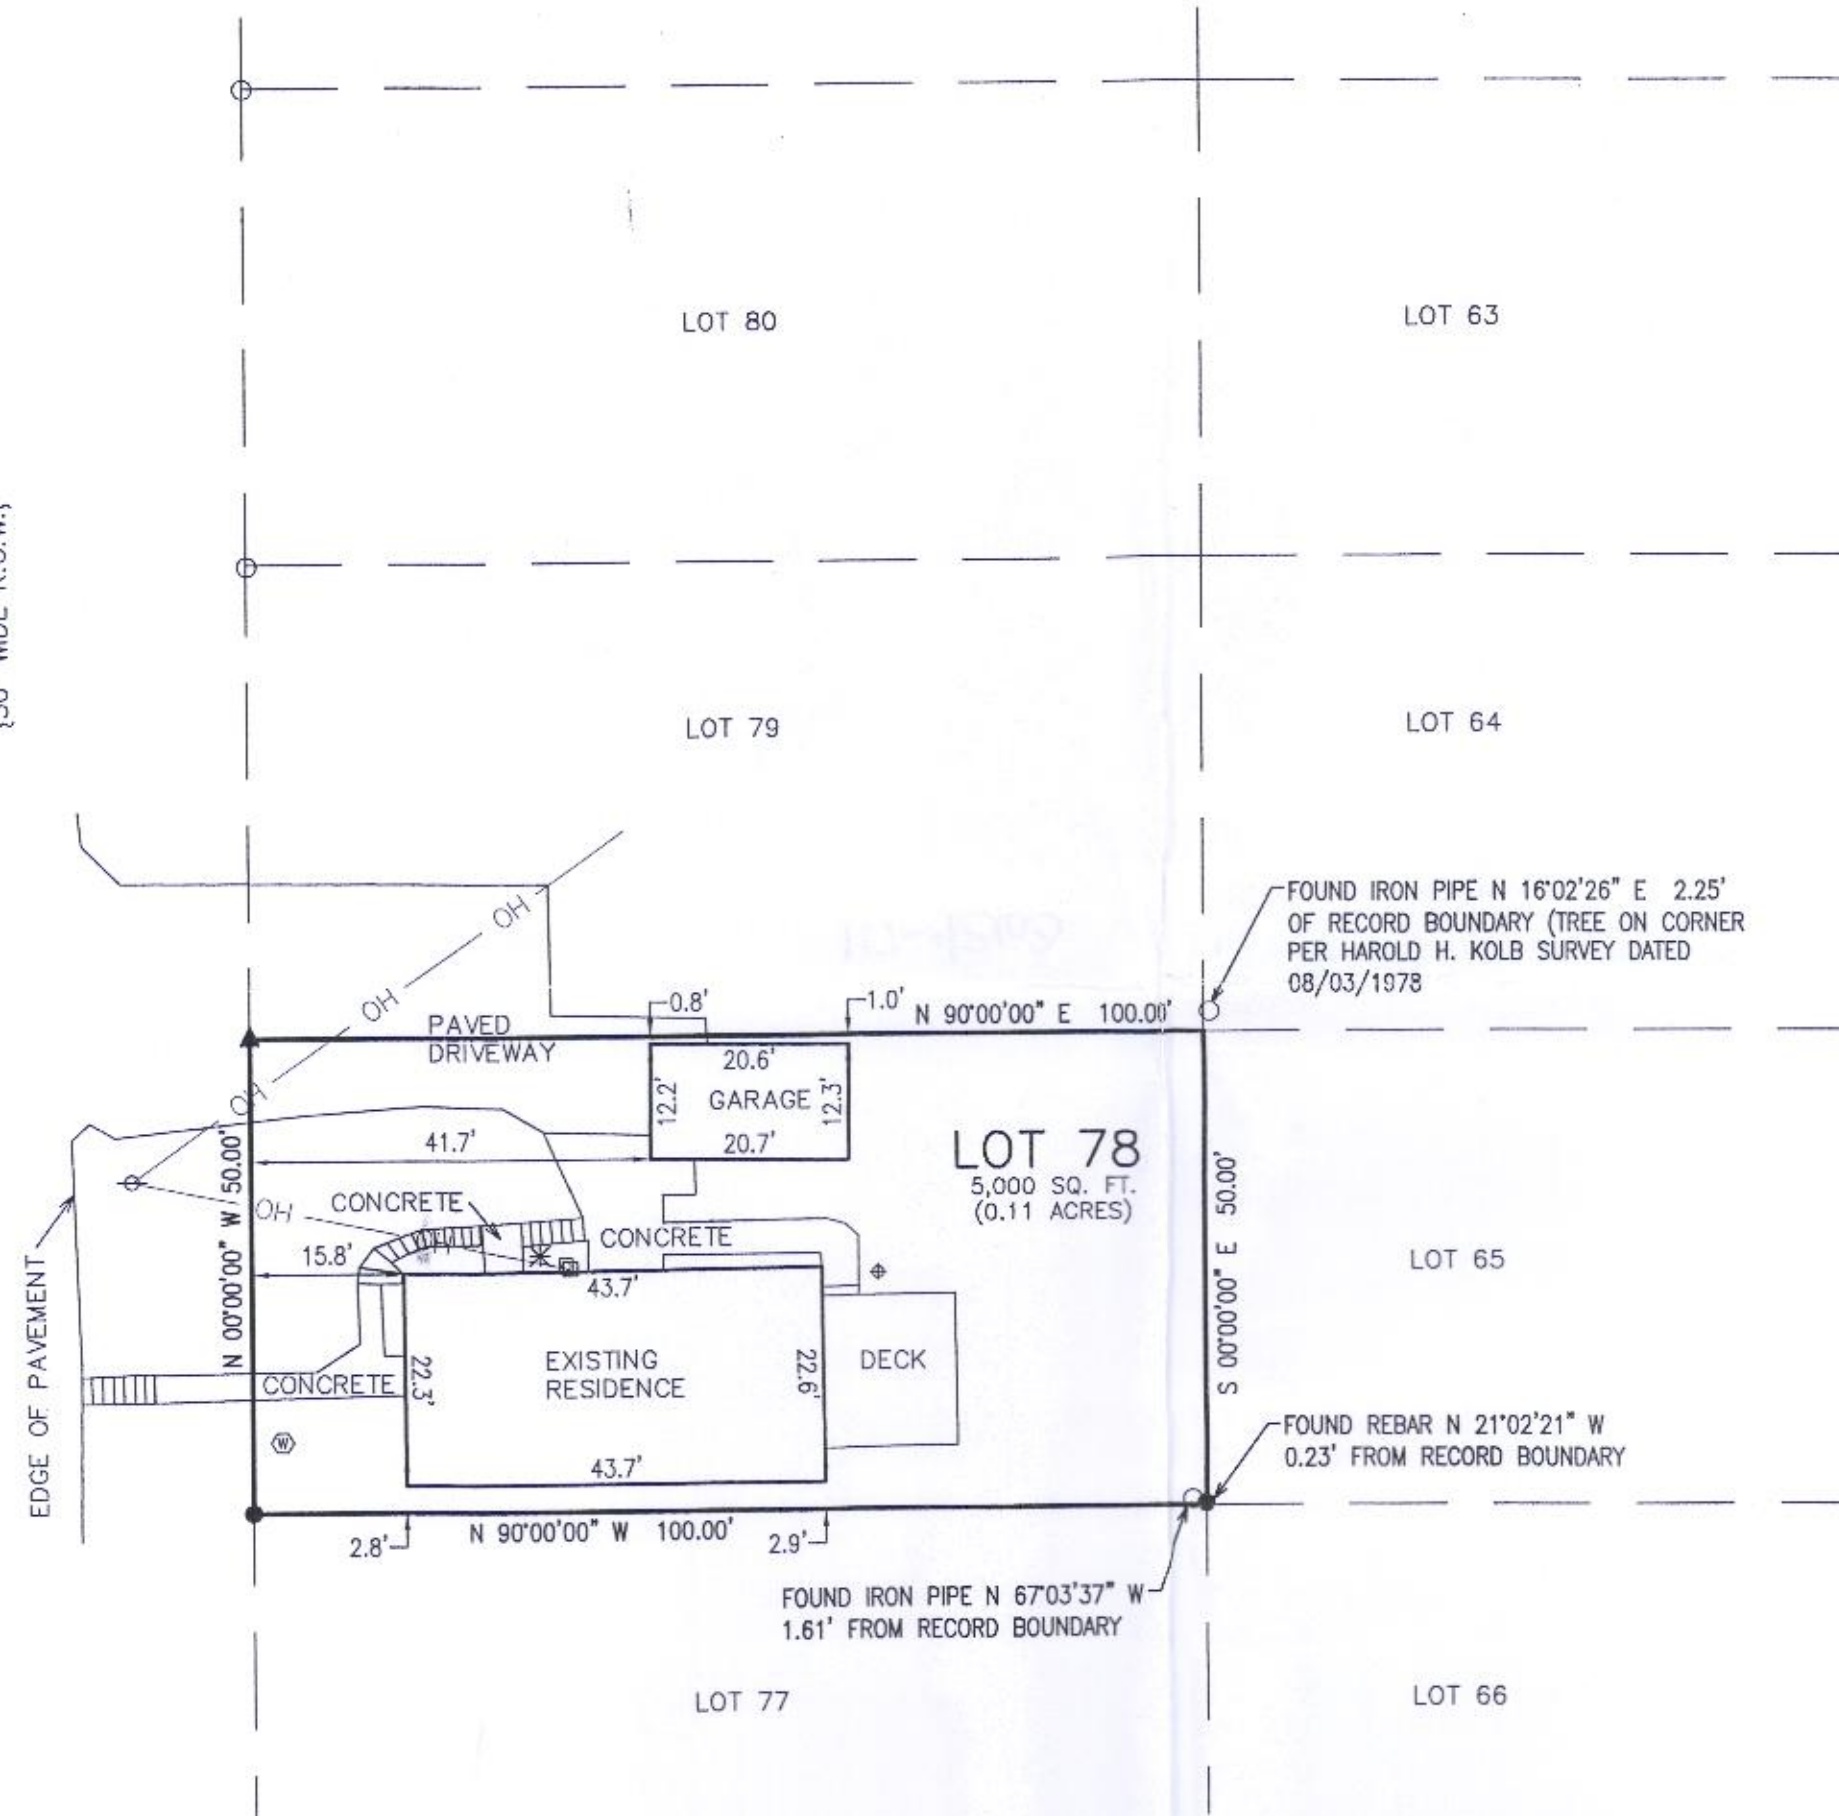 LOT 80
LOT 63
WIDE R.O.W.
LOT 79
LOT 64
FOUND IRON PIPE N 16°02'26" E 2.25'
OF RECORD BOUNDARY (TREE ON CORNER
PER HAROLD H. KOLB SURVEY DATED
08/03/1978
OH
OH
OH
OH
0.8'
1.0'
N 90°00'00" E 100.00'
PAVED
DRIVEWAY
20.6'
12.2'
GARAGE
12.3'
20.7'
41.7'
LOT 78
5,000 SQ. FT.
(0.11 ACRES)
N 00°00'00" W 50.00'
S 00°00'00" E 50.00'
CONCRETE
CONCRETE
15.8'
43.7'
LOT 65
EDGE OF PAVEMENT
EXISTING
RESIDENCE
22.3'
22.6'
DECK
CONCRETE
W
43.7'
FOUND REBAR N 21°02'21" W
0.23' FROM RECORD BOUNDARY
2.8'
N 90°00'00" W 100.00'
2.9'
FOUND IRON PIPE N 67°03'37" W
1.61' FROM RECORD BOUNDARY
LOT 77
LOT 66